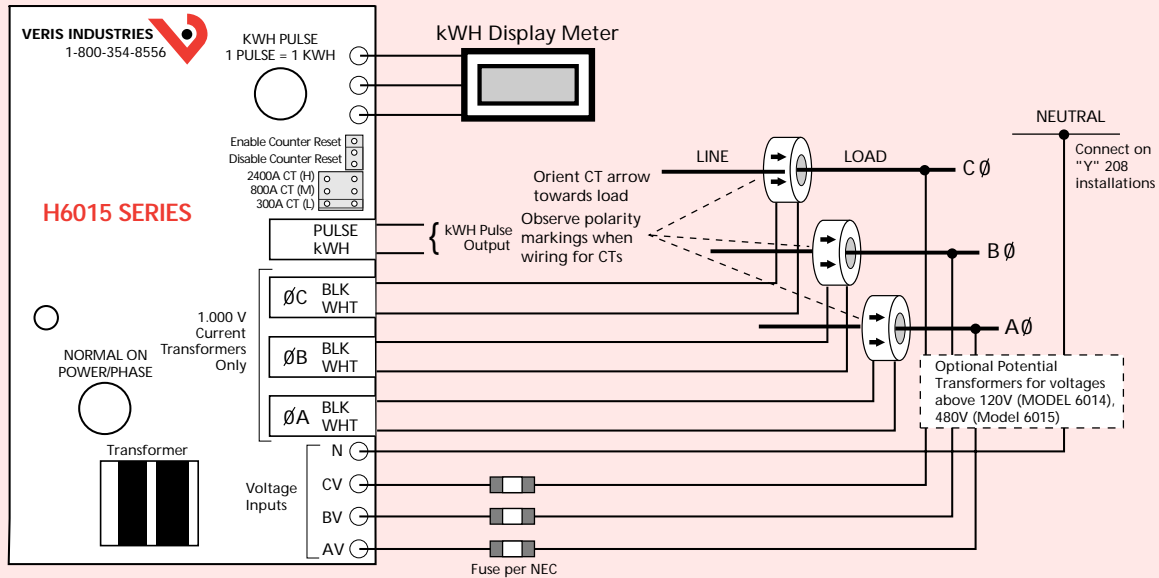 VERIS INDUSTRIES
1-800-354-8556
KWH PULSE
1 PULSE = 1 KWH
kWH Display Meter
Enable Counter Reset
Disable Counter Reset
2400A CT (H)
800A CT (M)
300A CT (L)
H6015 SERIES
PULSE
kWH
{ kWH Pulse
Output
LINE
LOAD
Orient CT arrow
towards load
Observe polarity
markings when
wiring for CTs
NEUTRAL
Connect on
"Y" 208
installations
CØ
BØ
AØ
1.000 V
Current
Transformers
Only
ØC BLK
WHT
ØB BLK
WHT
ØA BLK
WHT
NORMAL ON
POWER/PHASE
Optional Potential
Transformers for voltages
above 120V (MODEL 6014),
480V (Model 6015)
Transformer
Voltage
Inputs
N
CV
BV
AV
Fuse per NEC